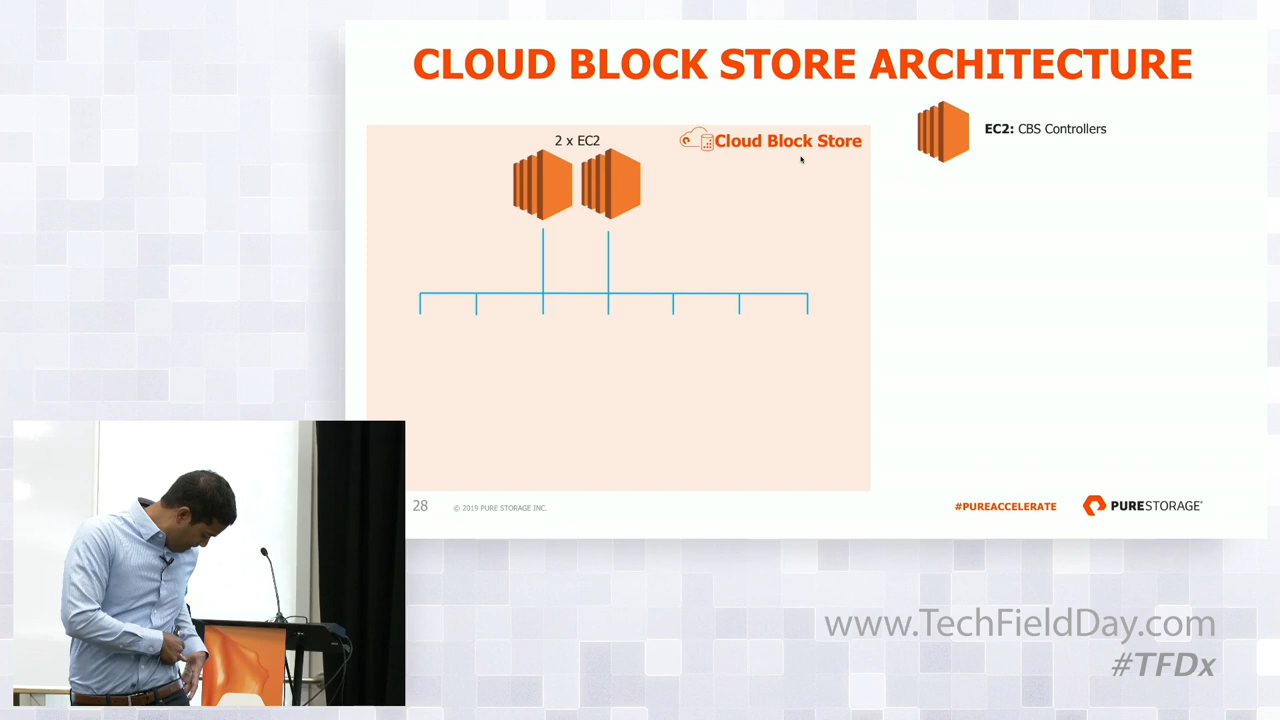 CLOUD BLOCK STORE ARCHITECTURE
2 x EC2
Cloud Block Store
EC2: CBS Controllers
28
© 2019 PURE STORAGE INC.
#PUREACCELERATE
PURESTORAGE®
www.TechFieldDay.com
#TFDx